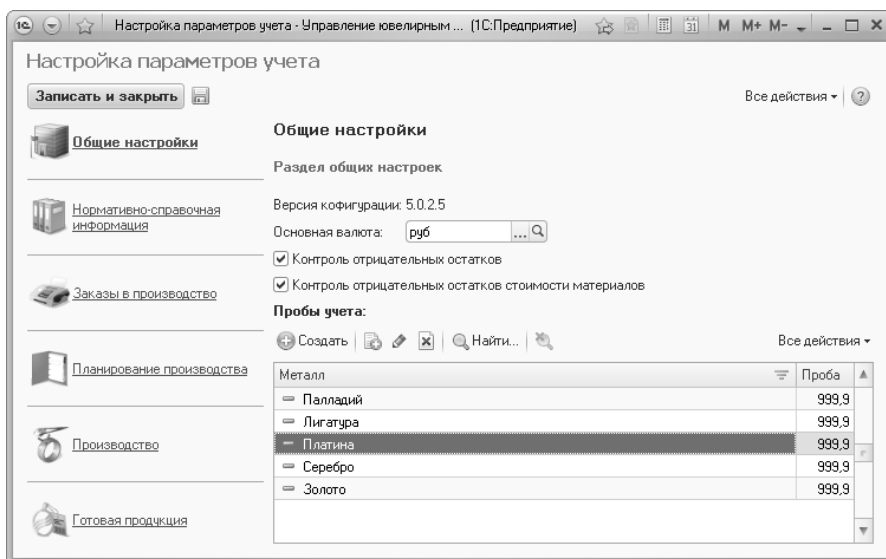 1С Настройка параметров учета - Управление ювелирным ... (1С:Предприятие) 31 M M+ M-
Настройка параметров учета
Записать и закрыть Все действия ?
Общие настройки
Нормативно-справочная
информация
Заказы в производство
Планирование производства
Производство
Готовая продукция
Общие настройки
Раздел общих настроек
Версия кофигурации: 5.0.2.5
Основная валюта: руб ...
Контроль отрицательных остатков
Контроль отрицательных остатков стоимости материалов
Пробы учета:
Создать Найти... Все действия
Металл Проба
Палладий 999,9
Лигатура 999,9
Платина 999,9
Серебро 999,9
Золото 999,9